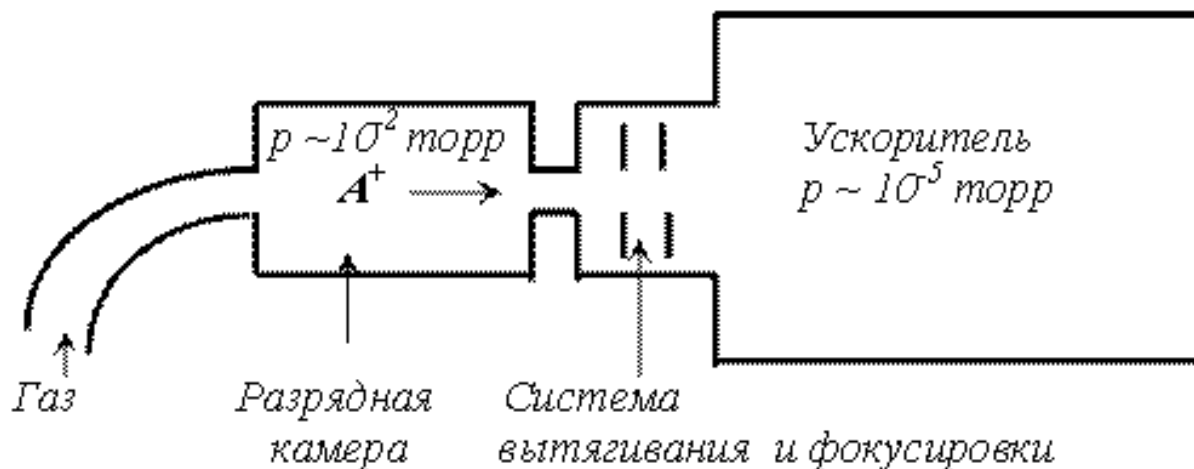 p ~10⁻² торр
A⁺
Ускоритель
p ~ 10⁻⁵ торр
Газ
Разрядная
камера
Система
вытягивания и фокусировки